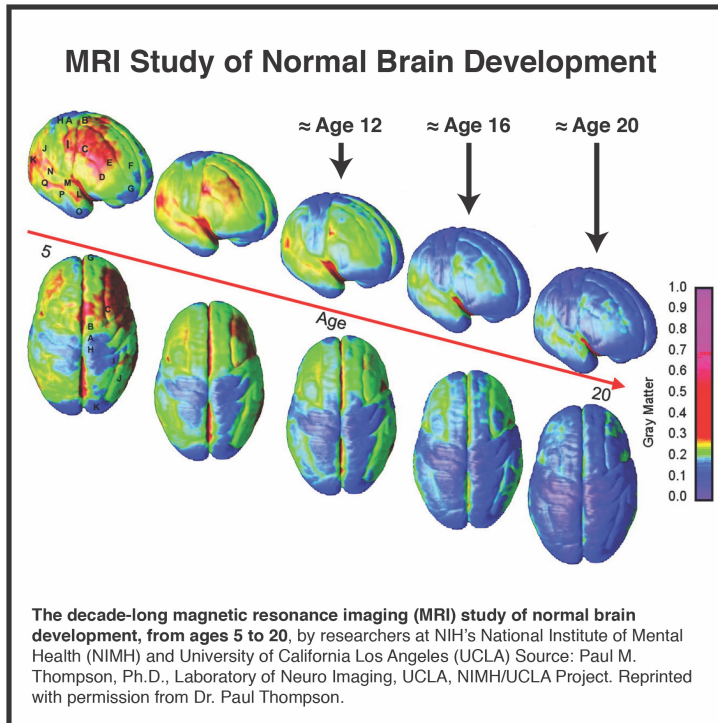 MRI Study of Normal Brain Development
≈ Age 12
≈ Age 16
≈ Age 20
H A B
I
J
C
K
E
F
N
D
Q
M
G
P
L
O
5
Age
20
G
C
B
A
H
I
J
K
Gray Matter
1.0
0.9
0.8
0.7
0.6
0.5
0.4
0.3
0.2
0.1
0.0
The decade-long magnetic resonance imaging (MRI) study of normal brain
development, from ages 5 to 20, by researchers at NIH's National Institute of Mental
Health (NIMH) and University of California Los Angeles (UCLA) Source: Paul M.
Thompson, Ph.D., Laboratory of Neuro Imaging, UCLA, NIMH/UCLA Project. Reprinted
with permission from Dr. Paul Thompson.